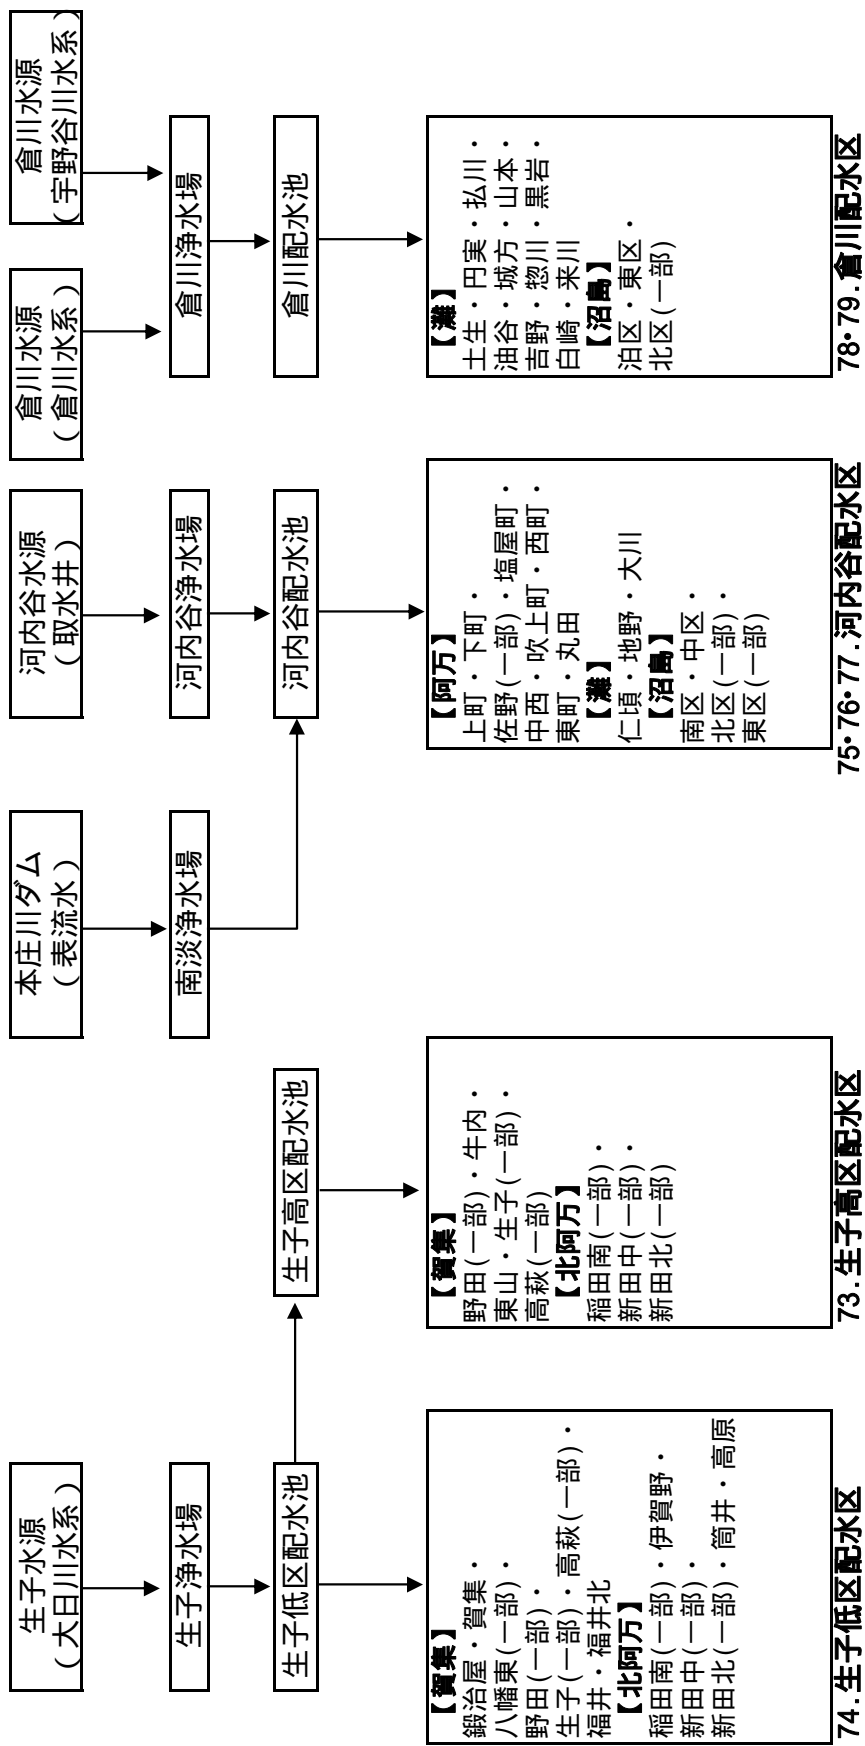 生子水源
(大日川水系)
生子浄水場
生子低区配水池
【賀集】
鍛治屋・賀集・
八幡東(一部)・
野田(一部)・
生子(一部)・高萩(一部)・
福井・福井北
【北阿万】
稲田南(一部)・伊賀野・
新田中(一部)・
新田北(一部)・筒井・高原
74.生子低区配水区
生子高区配水池
【賀集】
野田(一部)・牛内・
東山・生子(一部)・
高萩(一部)
【北阿万】
稲田南(一部)・
新田中(一部)・
新田北(一部)
73.生子高区配水区
本庄川ダム
(表流水)
南淡浄水場
河内谷水源
(取水井)
河内谷浄水場
河内谷配水池
【阿万】
上町・下町・
佐野(一部)・塩屋町・
中西・吹上町・西町・
東町・丸田
【灘】
仁頃・地野・大川
【沼島】
南区・中区・
北区(一部)・
東区(一部)
75・76・77.河内谷配水区
倉川水源
(倉川水系)
倉川水源
(宇野谷川水系)
倉川浄水場
倉川配水池
【灘】
土生・円実・払川・
油谷・城方・山本・
吉野・惣川・黒岩・
白崎・来川
【沼島】
泊区・東区・
北区(一部)
78・79.倉川配水区